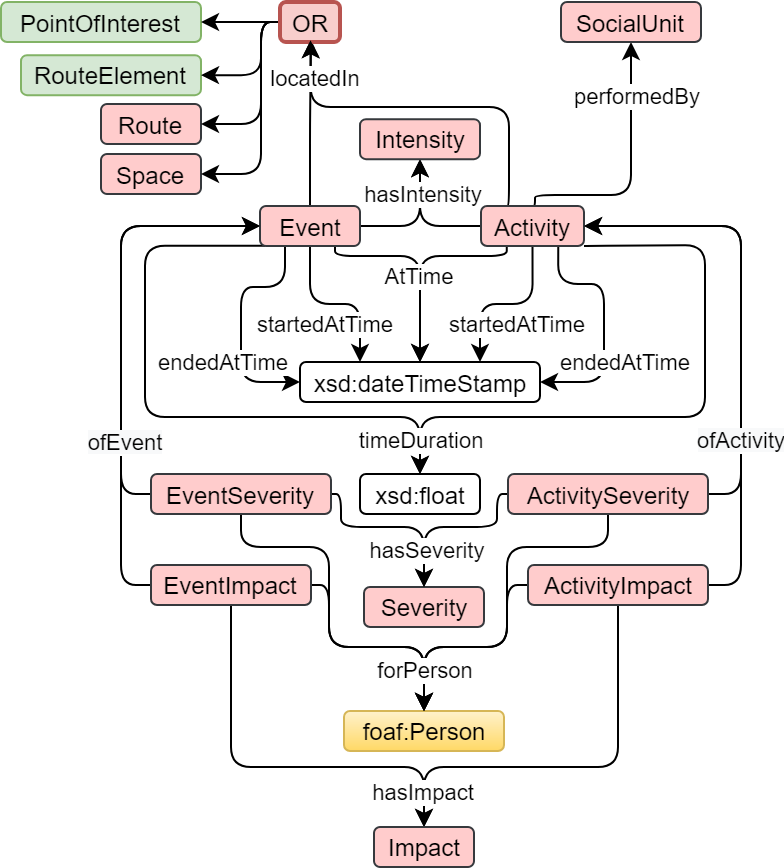 PointOfInterest
OR
SocialUnit
RouteElement
locatedIn
performedBy
Route
Intensity
Space
hasIntensity
Event
Activity
AtTime
startedAtTime
startedAtTime
endedAtTime
endedAtTime
xsd:dateTimeStamp
ofEvent
timeDuration
ofActivity
EventSeverity
xsd:float
ActivitySeverity
hasSeverity
EventImpact
ActivityImpact
Severity
forPerson
foaf:Person
hasImpact
Impact